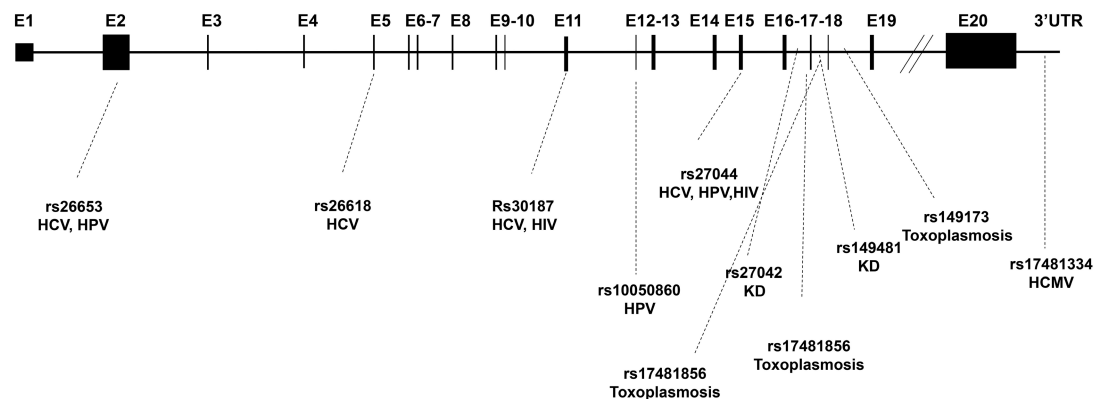 E1 E2 E3 E4 E5 E6-7 E8 E9-10 E11 E12-13 E14 E15 E16-17-18 E19 E20 3’UTR
rs26653
HCV, HPV
rs26618
HCV
Rs30187
HCV, HIV
rs10050860
HPV
rs27044
HCV, HPV,HIV
rs17481856
Toxoplasmosis
rs27042
KD
rs17481856
Toxoplasmosis
rs149481
KD
rs149173
Toxoplasmosis
rs17481334
HCMV